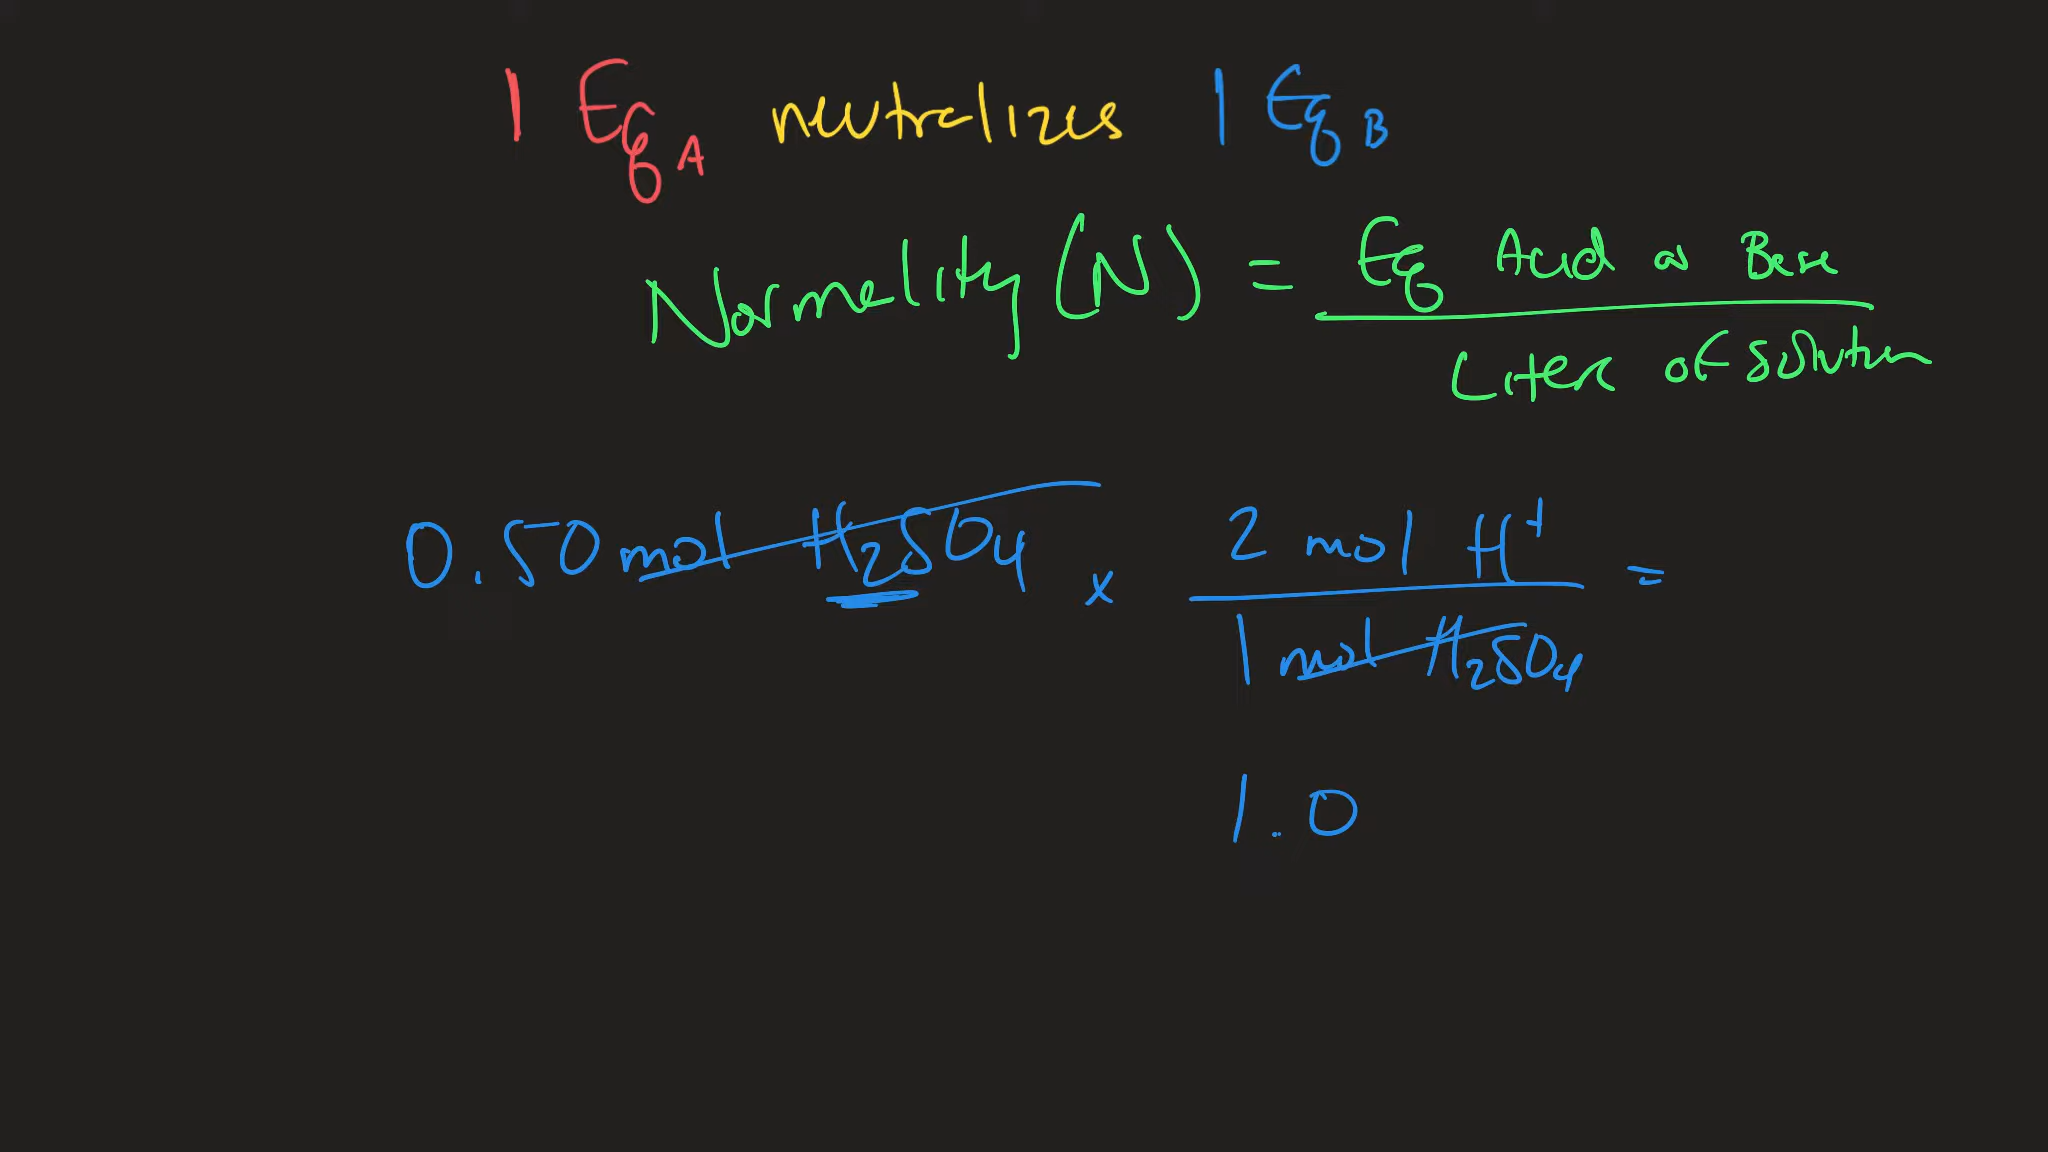 1 Eq A neutralizes 1 Eq B
Normality (N) = Eq Acid or Base
Liters of solution
0.50 mol H₂SO₄ x 2 mol H⁺ =
1 mol H₂SO₄
1.0